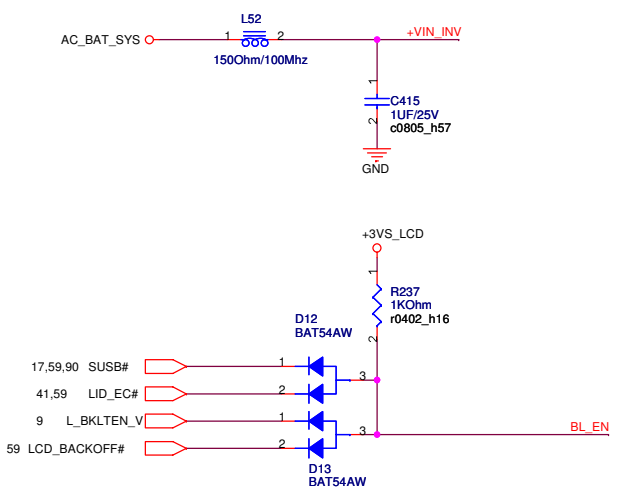 L52
AC_BAT_SYS 1 2 +VIN_INV
150Ohm/100Mhz
1
C415
1UF/25V
2 c0805_h57
GND
+3VS_LCD
1
R237
1KOhm
r0402_h16
2
D12
BAT54AW
17,59,90 SUSB# 1
3
41,59 LID_EC# 2
9 L_BKLTEN_V 1
3 BL_EN
59 LCD_BACKOFF# 2
D13
BAT54AW